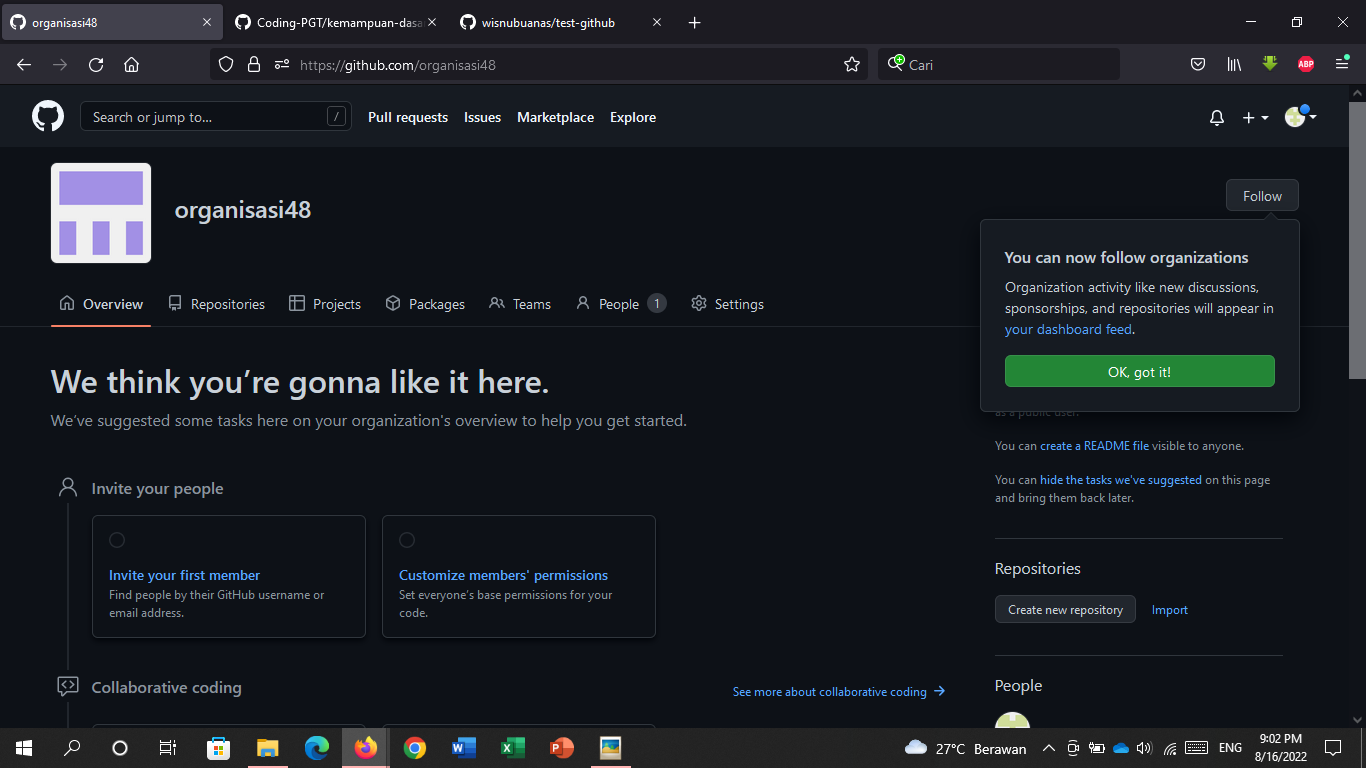 organisasi48
Coding-PGT/kemampuan-dasa
wisnubuanas/test-github
https://github.com/organisasi48
Cari
ABP
Search or jump to...
/
Pull requests
Issues
Marketplace
Explore
organisasi48
Follow
You can now follow organizations
Organization activity like new discussions,
sponsorships, and repositories will appear in
your dashboard feed.
OK, got it!
Overview
Repositories
Projects
Packages
Teams
People 1
Settings
We think you're gonna like it here.
We've suggested some tasks here on your organization's overview to help you get started.
as a public user.
You can create a README file visible to anyone.
You can hide the tasks we've suggested on this page
and bring them back later.
Invite your people
Invite your first member
Find people by their GitHub username or
email address.
Customize members' permissions
Set everyone's base permissions for your
code.
Repositories
Create new repository
Import
Collaborative coding
See more about collaborative coding →
People
27°C Berawan
ENG
9:02 PM
8/16/2022